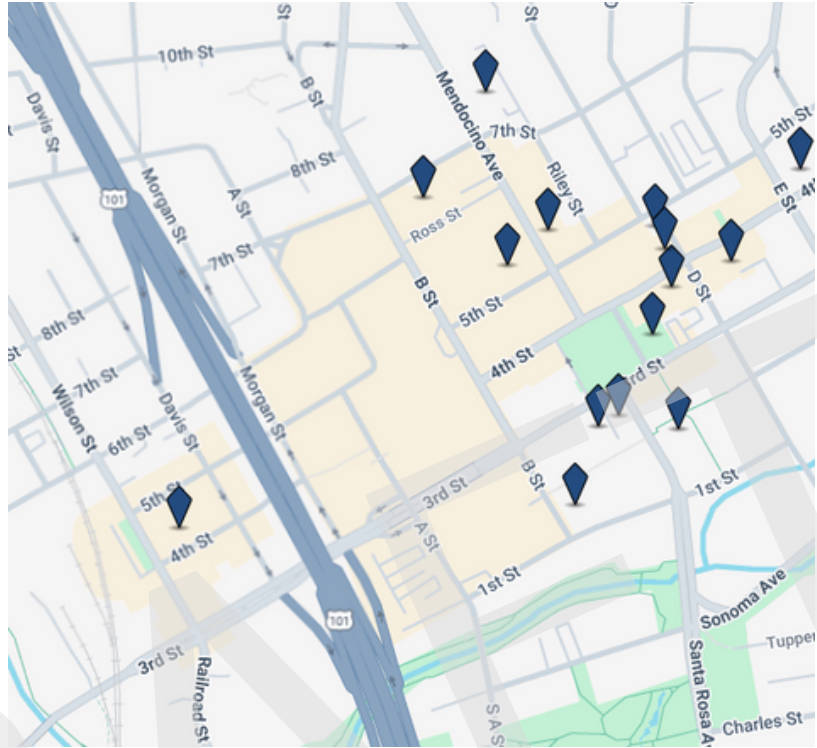 St
St
10th St
B St
Mendocino Ave
Davis St
7th St
5th St
8th St
Morgan St
A St
Riley St
4th
E St
101
Ross St
7th St
B St
D St
5th St
8th St
St
4th St
3rd St
7th St
Morgan St
Wilson St
Davis St
6th St
3rd St
B St
1st St
5th St
4th St
A St
1st St
101
Sonoma Ave
3rd St
Railroad St
Santa Rosa A
Tupper
S A St
Charles St